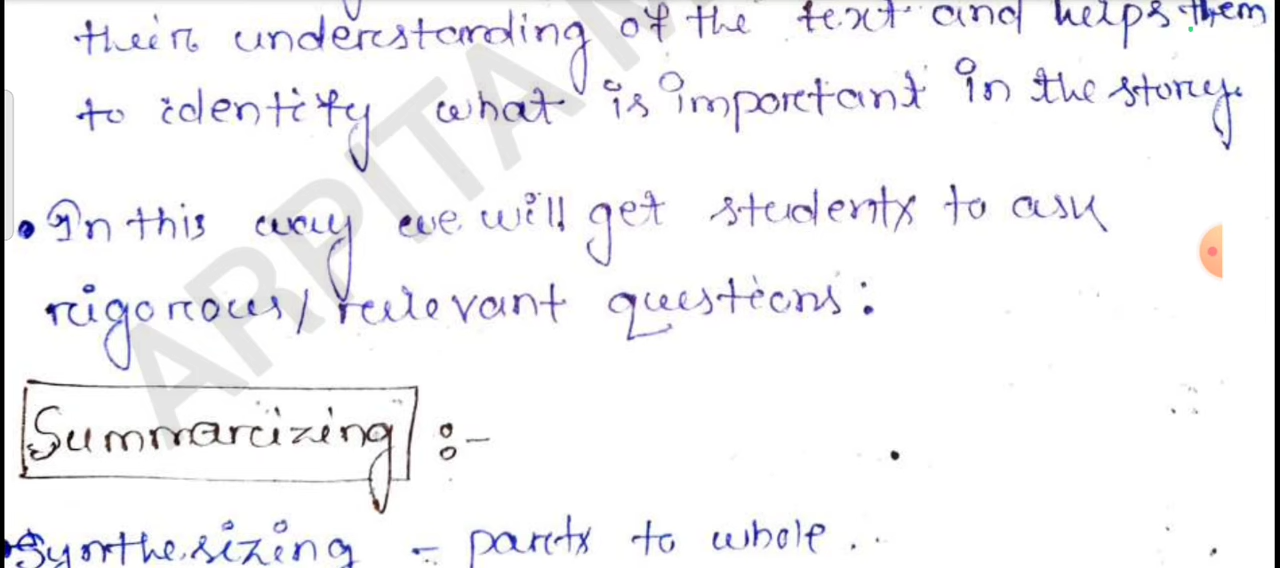 their understanding of the text and helps them
to identify what is important in the story.
• In this way we will get students to ask
rigorous/relevant questions:
Summarizing :-
• Synthesizing - parts to whole..
ARPITA M